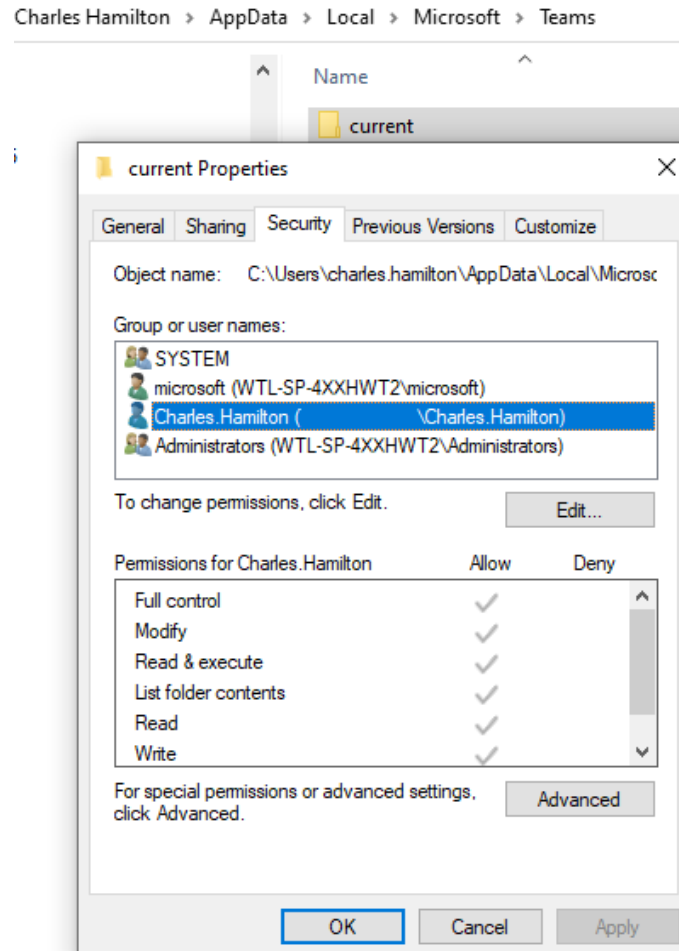 Charles Hamilton > AppData > Local > Microsoft > Teams
Name
current
current Properties
General Sharing Security Previous Versions Customize
Object name: C:\Users\charles.hamilton\AppData\Local\Microsc
Group or user names:
SYSTEM
microsoft (WTL-SP-4XXHWT2\microsoft)
Charles.Hamilton ( \Charles.Hamilton)
Administrators (WTL-SP-4XXHWT2\Administrators)
To change permissions, click Edit.
Edit...
Permissions for Charles.Hamilton Allow Deny
Full control
Modify
Read & execute
List folder contents
Read
Write
For special permissions or advanced settings,
click Advanced.
Advanced
OK Cancel Apply